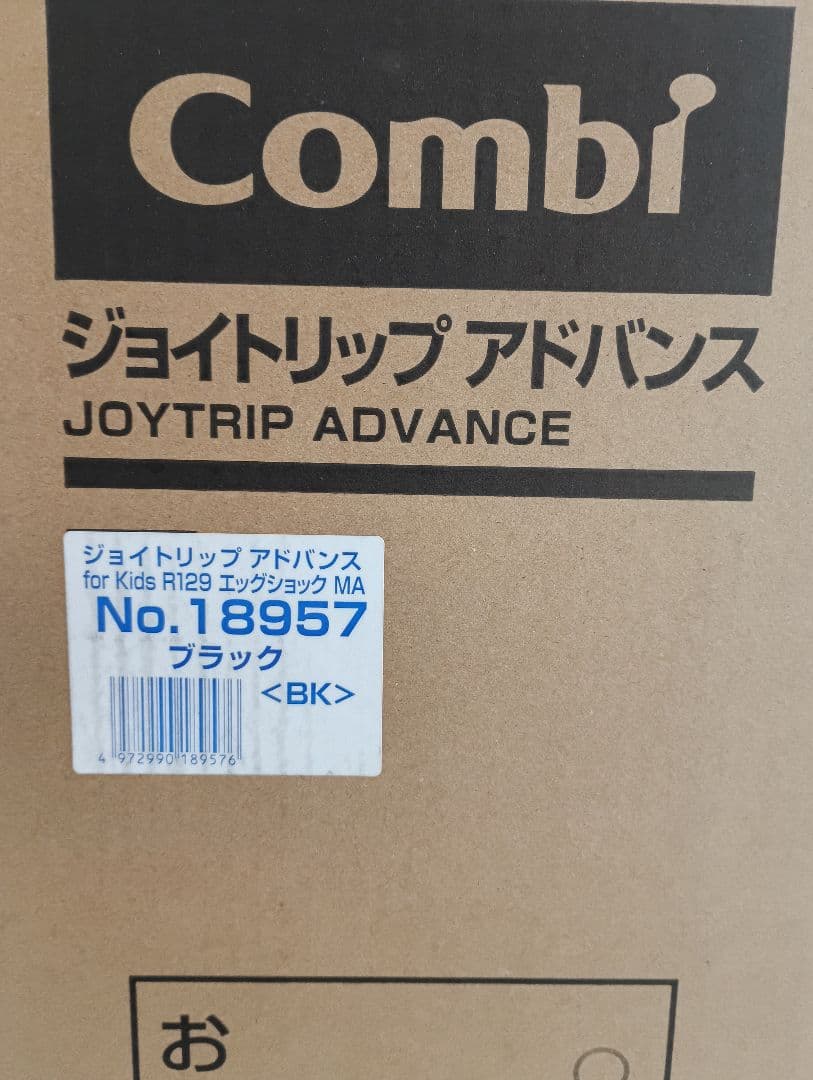 Combi
ジョイトリップ アドバンス
JOYTRIP ADVANCE
ジョイトリップ アドバンス
for Kids R129 エッグショック MA
No.18957
ブラック
<BK>
4 972990 189576
お